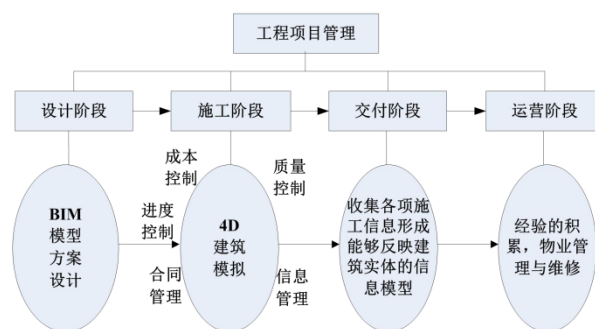 工程项目管理
设计阶段
施工阶段
交付阶段
运营阶段
成本
控制
质量
控制
进度
控制
合同
管理
信息
管理
BIM
模型
方案
设计
4D
建筑
模拟
收集各项施
工信息形成
能够反映建
筑实体的信
息模型
经验的积
累，物业管
理与维修